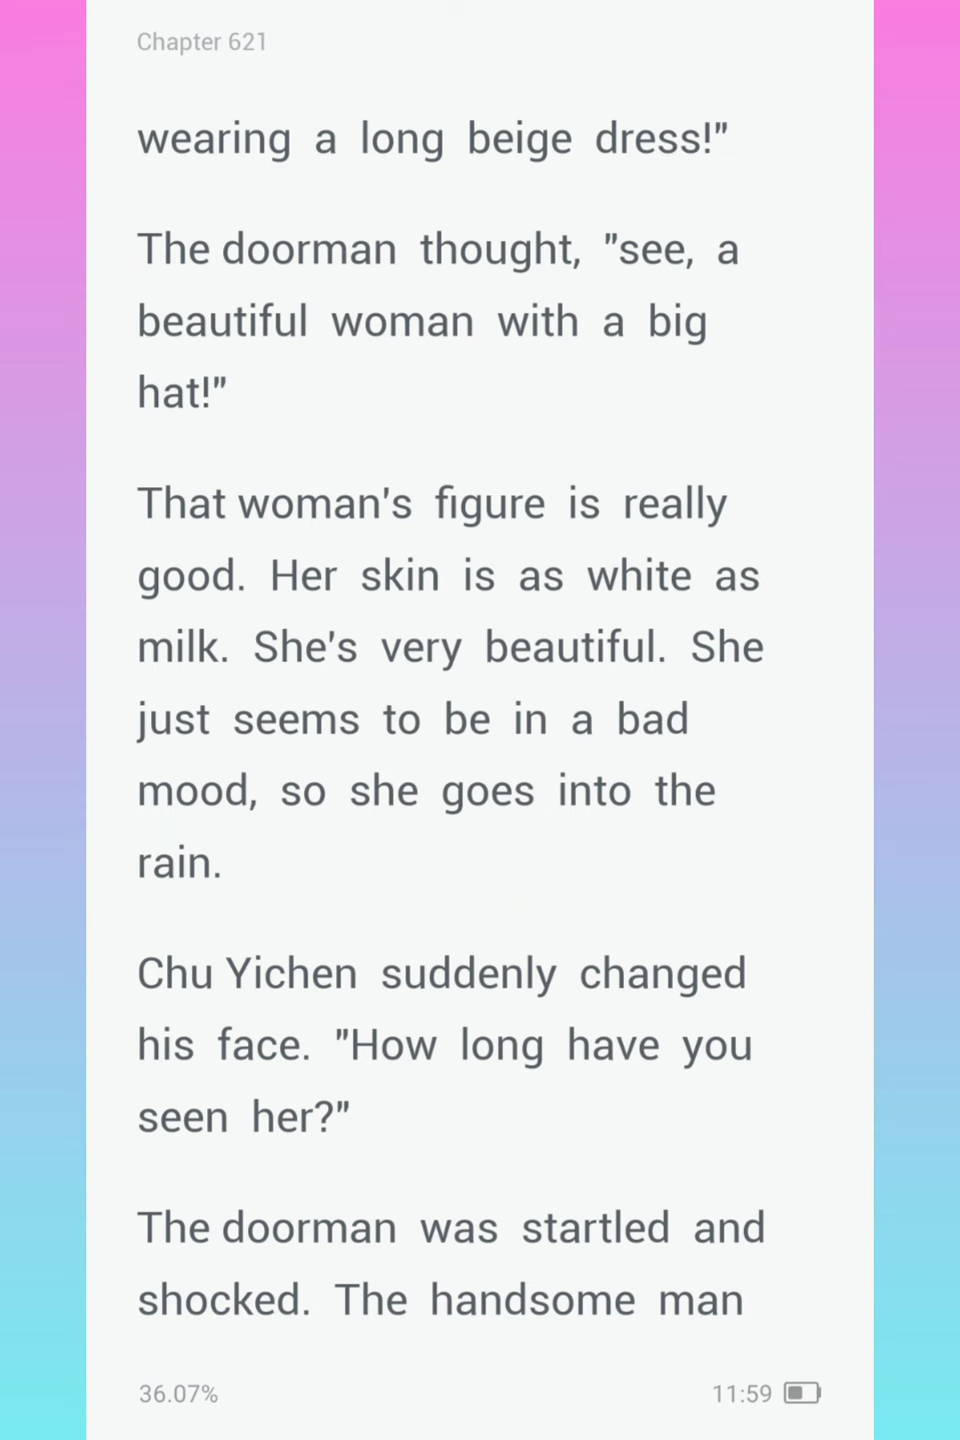 Chapter 621
wearing a long beige dress!"
The doorman thought, "see, a
beautiful woman with a big
hat!"
That woman's figure is really
good. Her skin is as white as
milk. She's very beautiful. She
just seems to be in a bad
mood, so she goes into the
rain.
Chu Yichen suddenly changed
his face. "How long have you
seen her?"
The doorman was startled and
shocked. The handsome man
36.07% 11:59